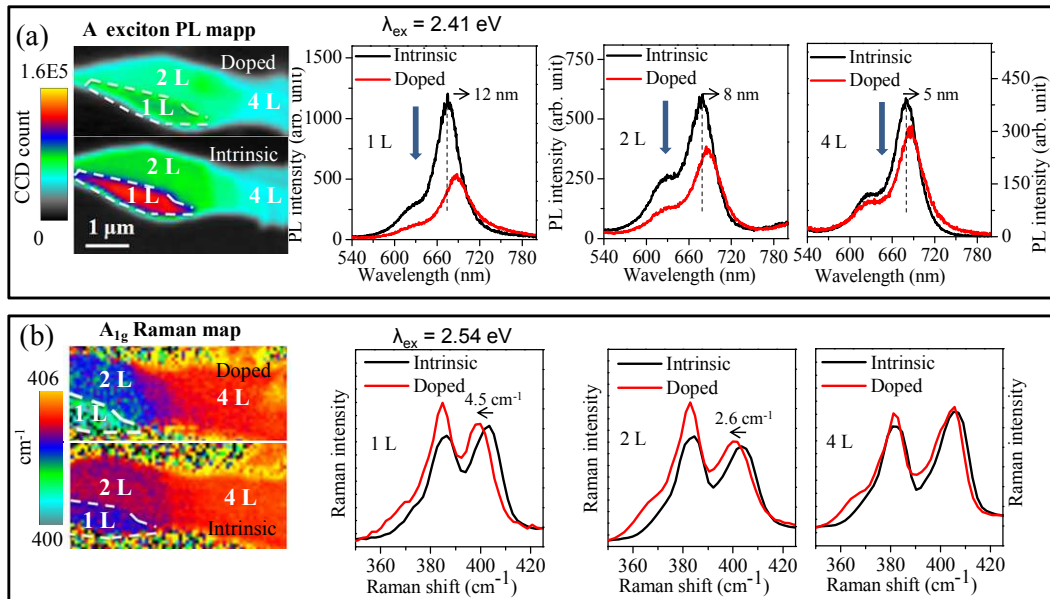 (a)
A exciton PL mapp
1.6E5
CCD count
0
Doped
2 L
1 L
4 L
Intrinsic
2 L
1 L
4 L
1 µm
λex = 2.41 eV
PL intensity (arb. unit)
1500
1250
1000
750
500
250
0
Intrinsic
Doped
12 nm
1 L
540 600 660 720 780
Wavelength (nm)
PL intensity (arb. unit)
750
500
250
0
Intrinsic
Doped
8 nm
2 L
540 600 660 720 780
Wavelength (nm)
Intrinsic
Doped
5 nm
4 L
450
300
150
0
PL intensity (arb. unit)
540 600 660 720 780
Wavelength (nm)
(b)
A1g Raman map
406
cm-1
400
Doped
2 L
1 L
4 L
2 L
1 L
4 L
Intrinsic
λex = 2.54 eV
Raman intensity
Intrinsic
Doped
4.5 cm-1
1 L
360 380 400 420
Raman shift (cm-1)
Raman intensity
Intrinsic
Doped
2.6 cm-1
2 L
360 380 400 420
Raman shift (cm-1)
Intrinsic
Doped
4 L
Raman intensity
360 380 400 420
Raman shift (cm-1)